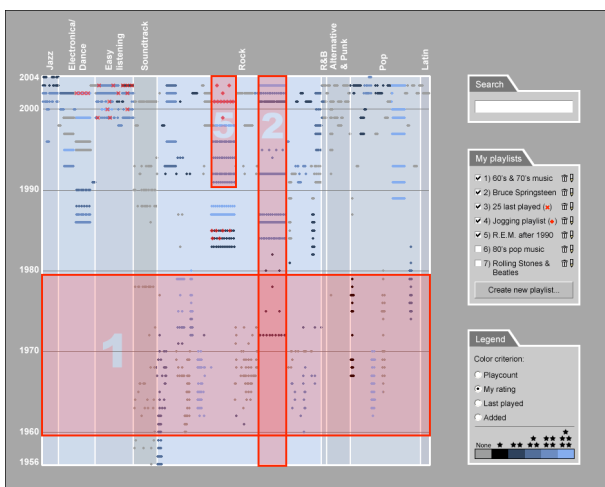 Jazz
Electronica/
Dance
Easy
listening
Soundtrack
Rock
R&B
Alternative
& Punk
Pop
Latin
2004
2000
1990
1980
1970
1960
1956
5
2
1
Search
My playlists
1) 60's & 70's music
2) Bruce Springsteen
3) 25 last played (×)
4) Jogging playlist (●)
5) R.E.M. after 1990
6) 80's pop music
7) Rolling Stones &
Beatles
Create new playlist...
Legend
Color criterion:
Playcount
My rating
Last played
Added
None ★ ★★ ★★★ ★★★★ ★★★★★